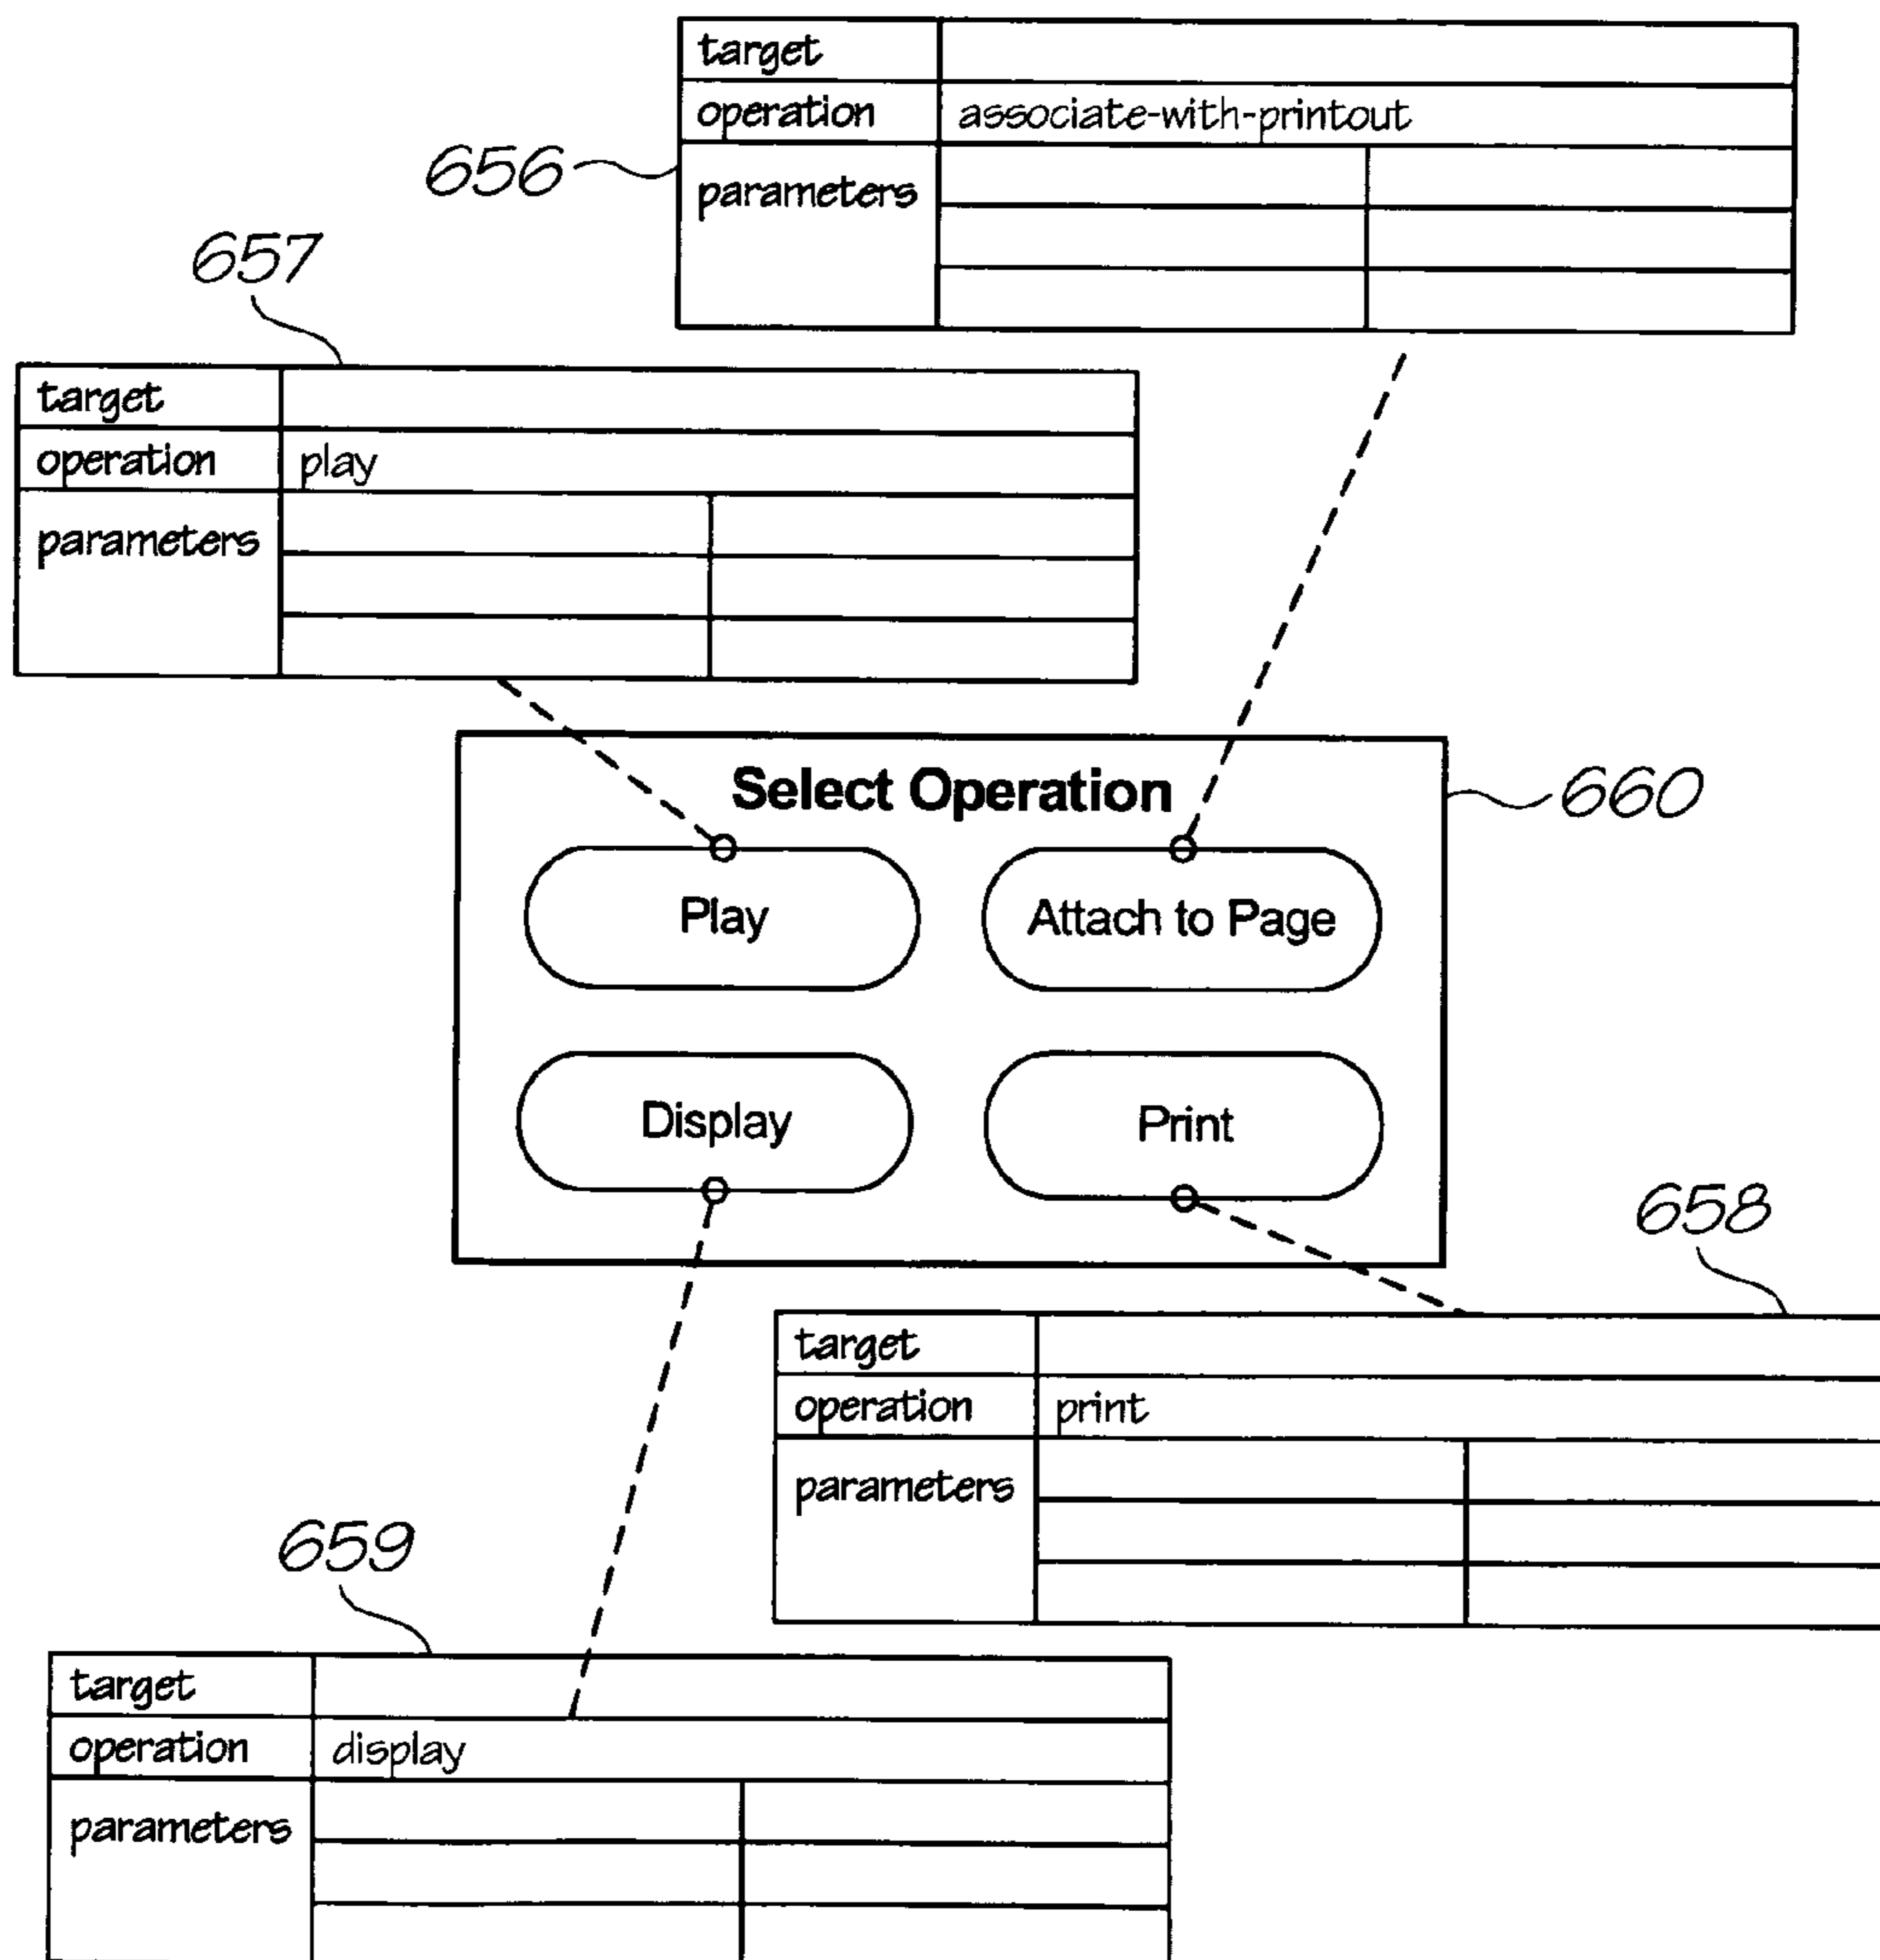 target
operation associate-with-printout
656
parameters
657
target
operation play
parameters
Select Operation
660
Play Attach to Page
Display Print
658
target
operation print
parameters
659
target
operation display
parameters